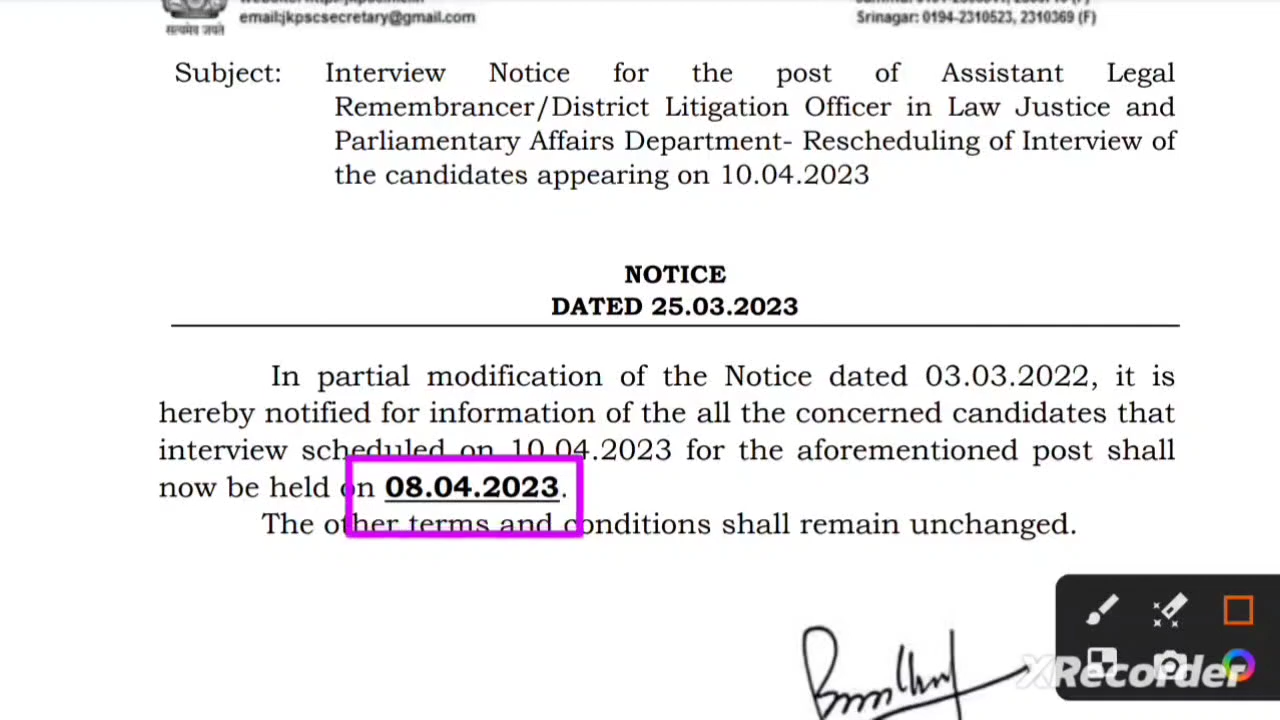 सत्यमेव जयते
email:jkpscsecretary@gmail.com
Srinagar: 0194-2310523, 2310369 (F)
Subject: Interview Notice for the post of Assistant Legal
Remembrancer/District Litigation Officer in Law Justice and
Parliamentary Affairs Department- Rescheduling of Interview of
the candidates appearing on 10.04.2023
NOTICE
DATED 25.03.2023
In partial modification of the Notice dated 03.03.2022, it is
hereby notified for information of the all the concerned candidates that
interview scheduled on 10.04.2023 for the aforementioned post shall
now be held on 08.04.2023.
The other terms and conditions shall remain unchanged.
XRecorder